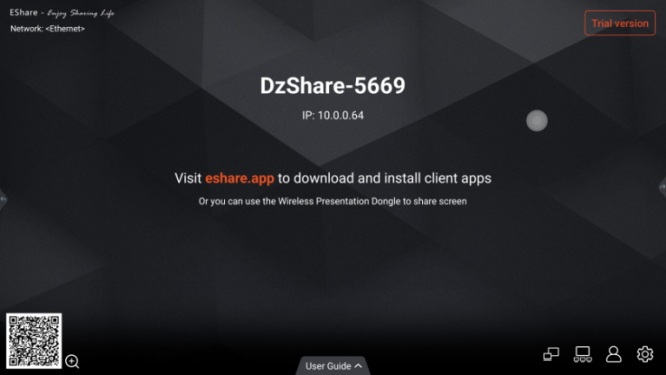 EShare - Enjoy Sharing Life
Network: <Ethernet>
Trial version
DzShare-5669
IP: 10.0.0.64
Visit eshare.app to download and install client apps
Or you can use the Wireless Presentation Dongle to share screen
User Guide